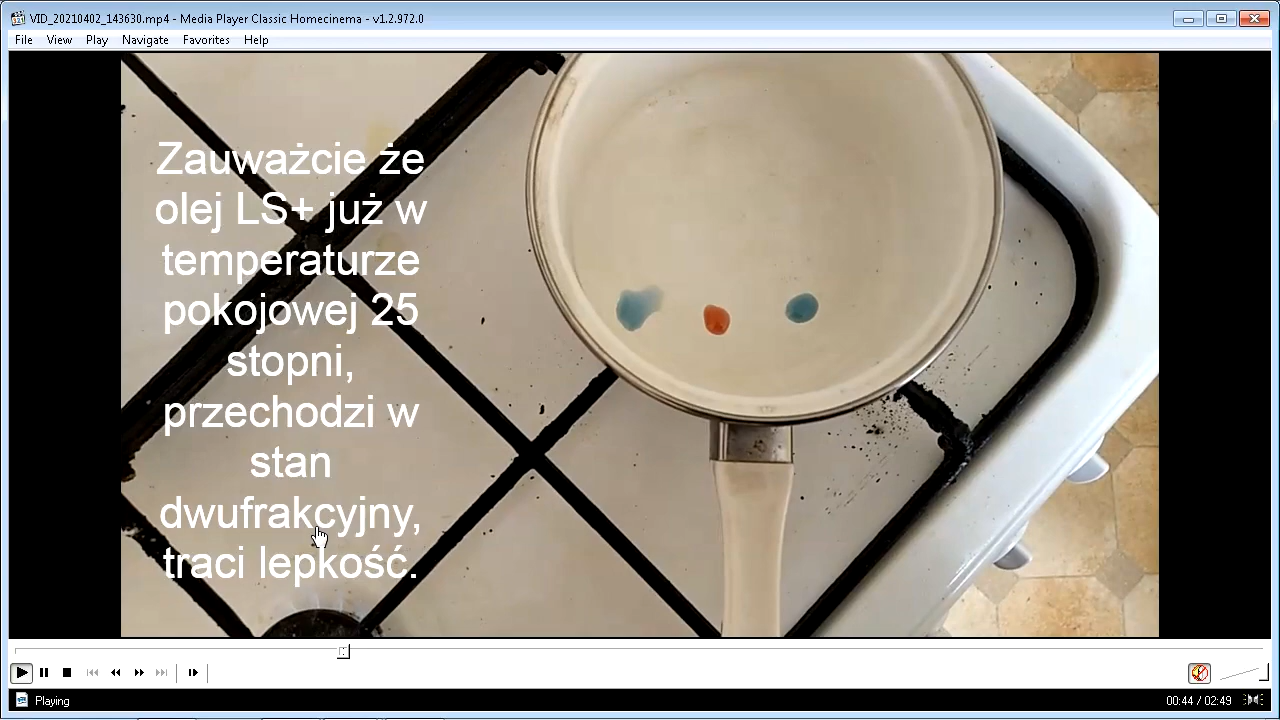 VID_20210402_143630.mp4 - Media Player Classic Homecinema - v1.2.972.0
File View Play Navigate Favorites Help
Zauważcie że
olej LS+ już w
temperaturze
pokojowej 25
stopni,
przechodzi w
stan
dwufrakcyjny,
traci lepkość.
Playing
00:44 / 02:49